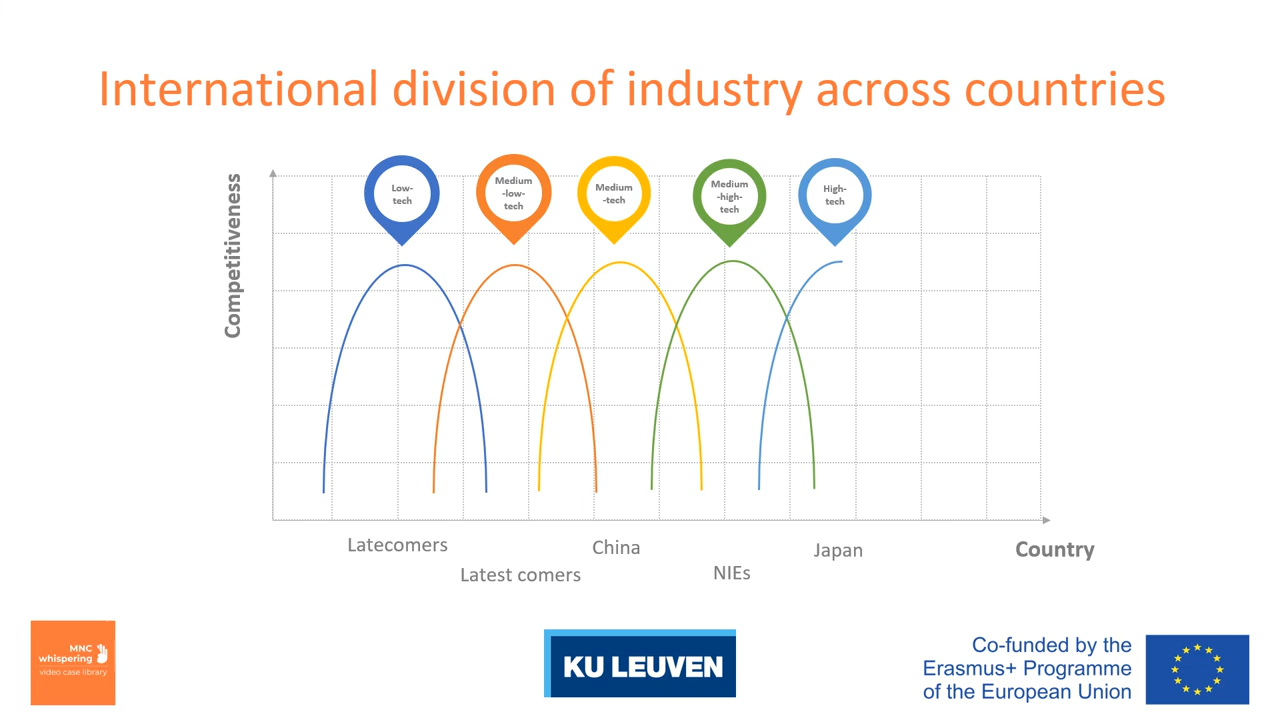 International division of industry across countries
Competitiveness
Low-
tech
Medium
-low-
tech
Medium
-tech
Medium
-high-
tech
High-
tech
Latecomers
Latest comers
China
NIEs
Japan
Country
MNC
whispering
video case library
KU LEUVEN
Co-funded by the
Erasmus+ Programme
of the European Union